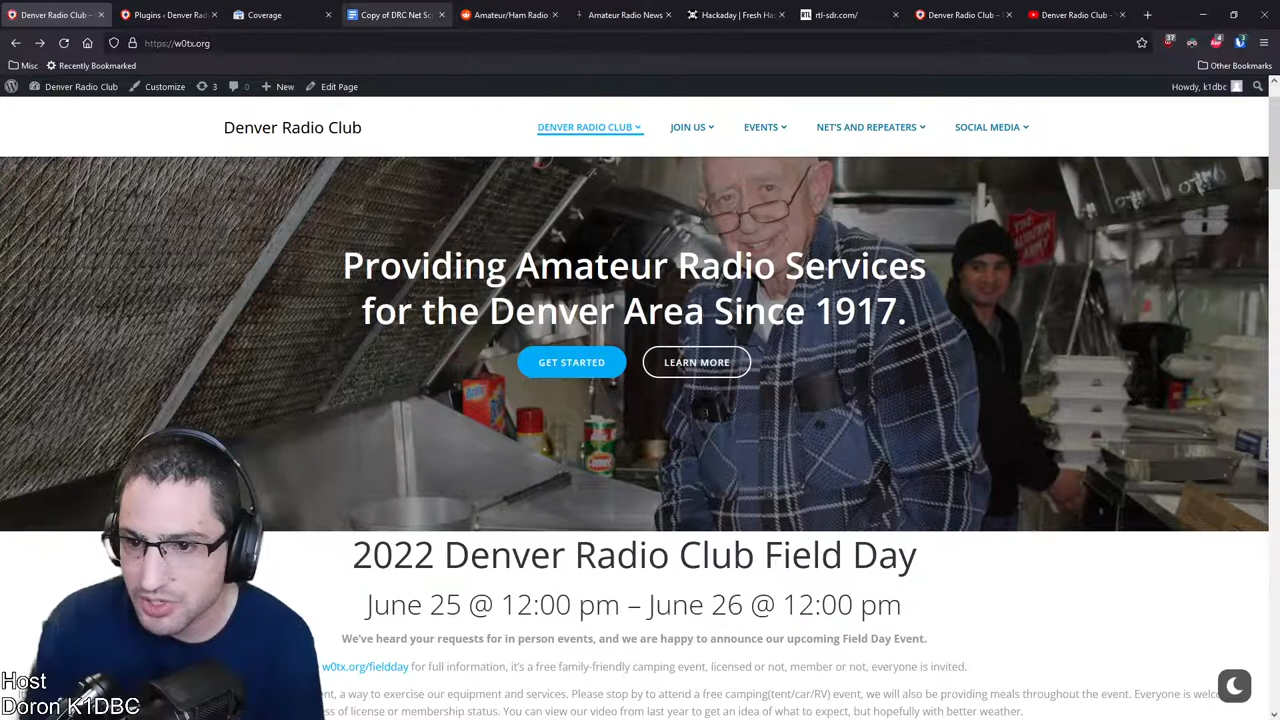 Denver Radio Club –
Plugins ‹ Denver Radi
Coverage
Copy of DRC Net Sc
Amateur/Ham Radio
Amateur Radio News
Hackaday | Fresh Ha
rtl-sdr.com/
Denver Radio Club –
Denver Radio Club -
https://w0tx.org
Misc
Recently Bookmarked
Other Bookmarks
Denver Radio Club
Customize
3
0
New
Edit Page
Howdy, k1dbc
Denver Radio Club
DENVER RADIO CLUB
JOIN US
EVENTS
NET'S AND REPEATERS
SOCIAL MEDIA
Providing Amateur Radio Services
for the Denver Area Since 1917.
GET STARTED
LEARN MORE
2022 Denver Radio Club Field Day
June 25 @ 12:00 pm – June 26 @ 12:00 pm
We've heard your requests for in person events, and we are happy to announce our upcoming Field Day Event.
w0tx.org/fieldday for full information, it's a free family-friendly camping event, licensed or not, member or not, everyone is invited.
a way to exercise our equipment and services. Please stop by to attend a free camping(tent/car/RV) event, we will also be providing meals throughout the event. Everyone is
of license or membership status. You can view our video from last year to get an idea of what to expect, but hopefully with better weather.
Host
Doron K1DBC